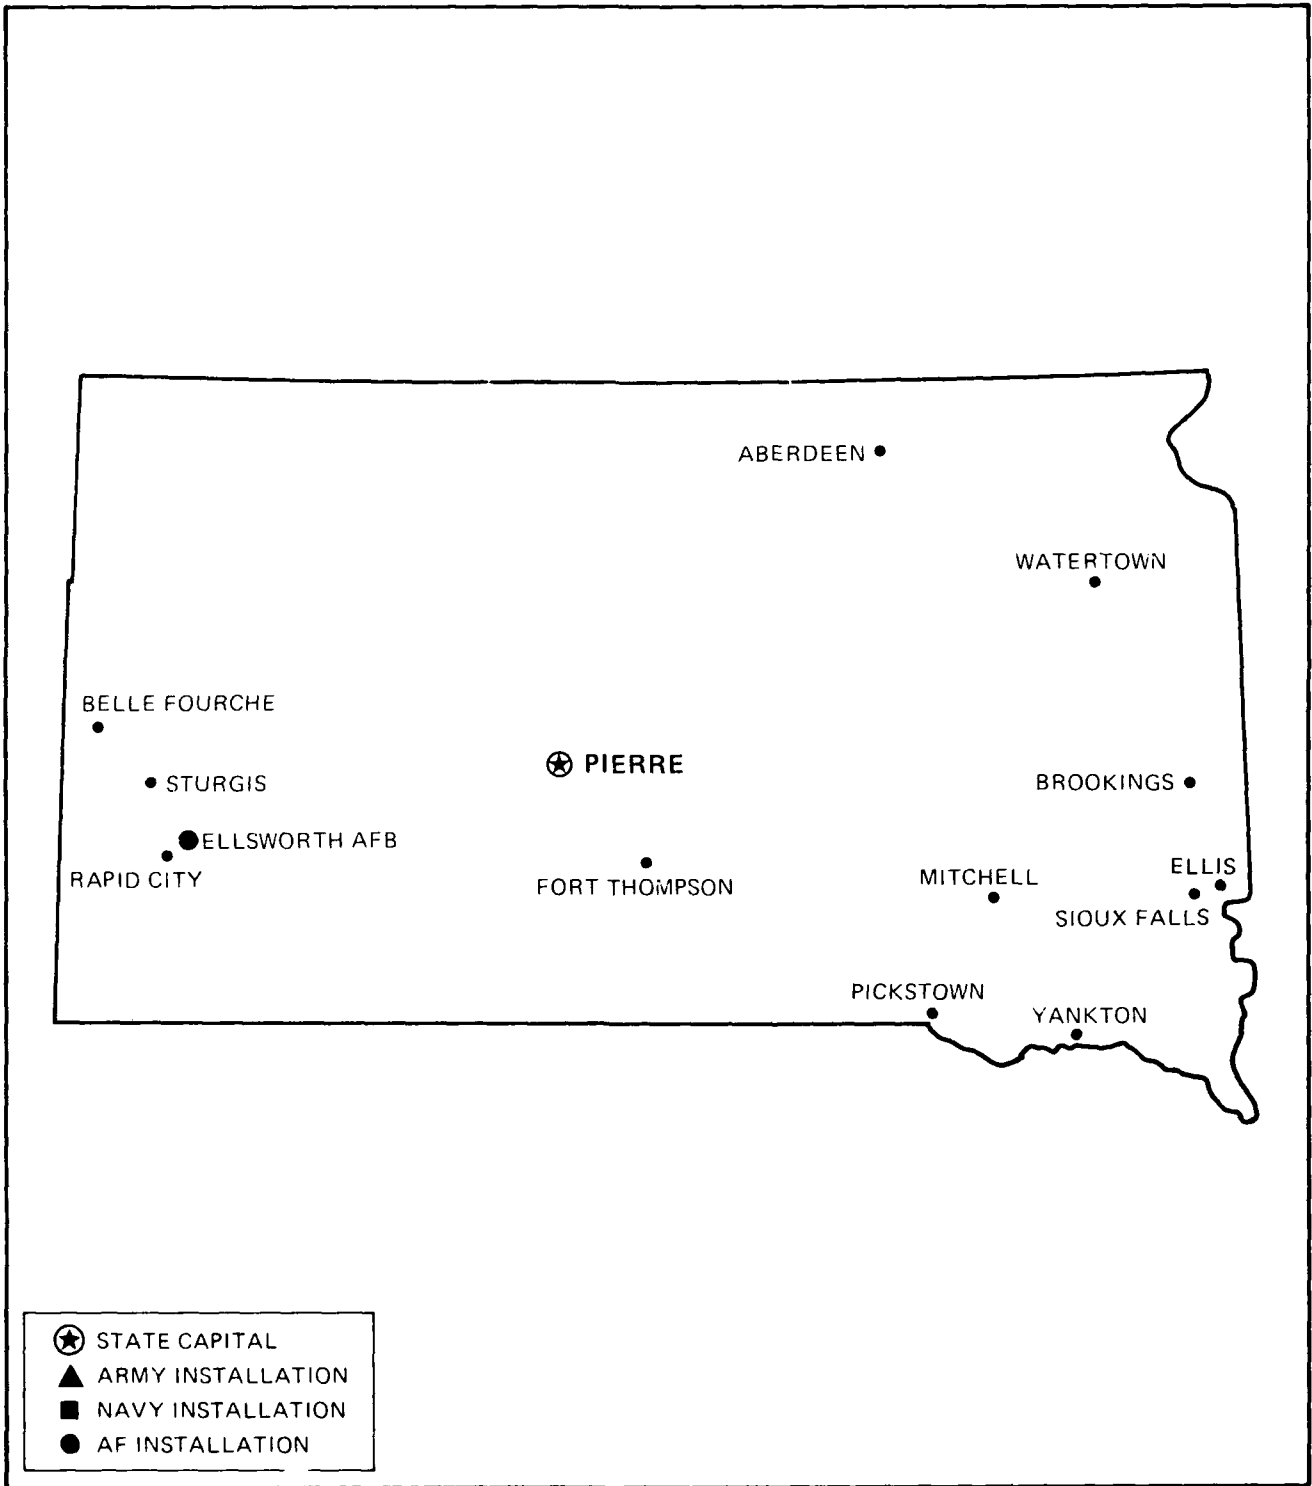 ABERDEEN
WATERTOWN
BELLE FOURCHE
PIERRE
STURGIS
BROOKINGS
ELLSWORTH AFB
RAPID CITY
FORT THOMPSON
MITCHELL
ELLIS
SIOUX FALLS
PICKSTOWN
YANKTON
STATE CAPITAL
ARMY INSTALLATION
NAVY INSTALLATION
AF INSTALLATION